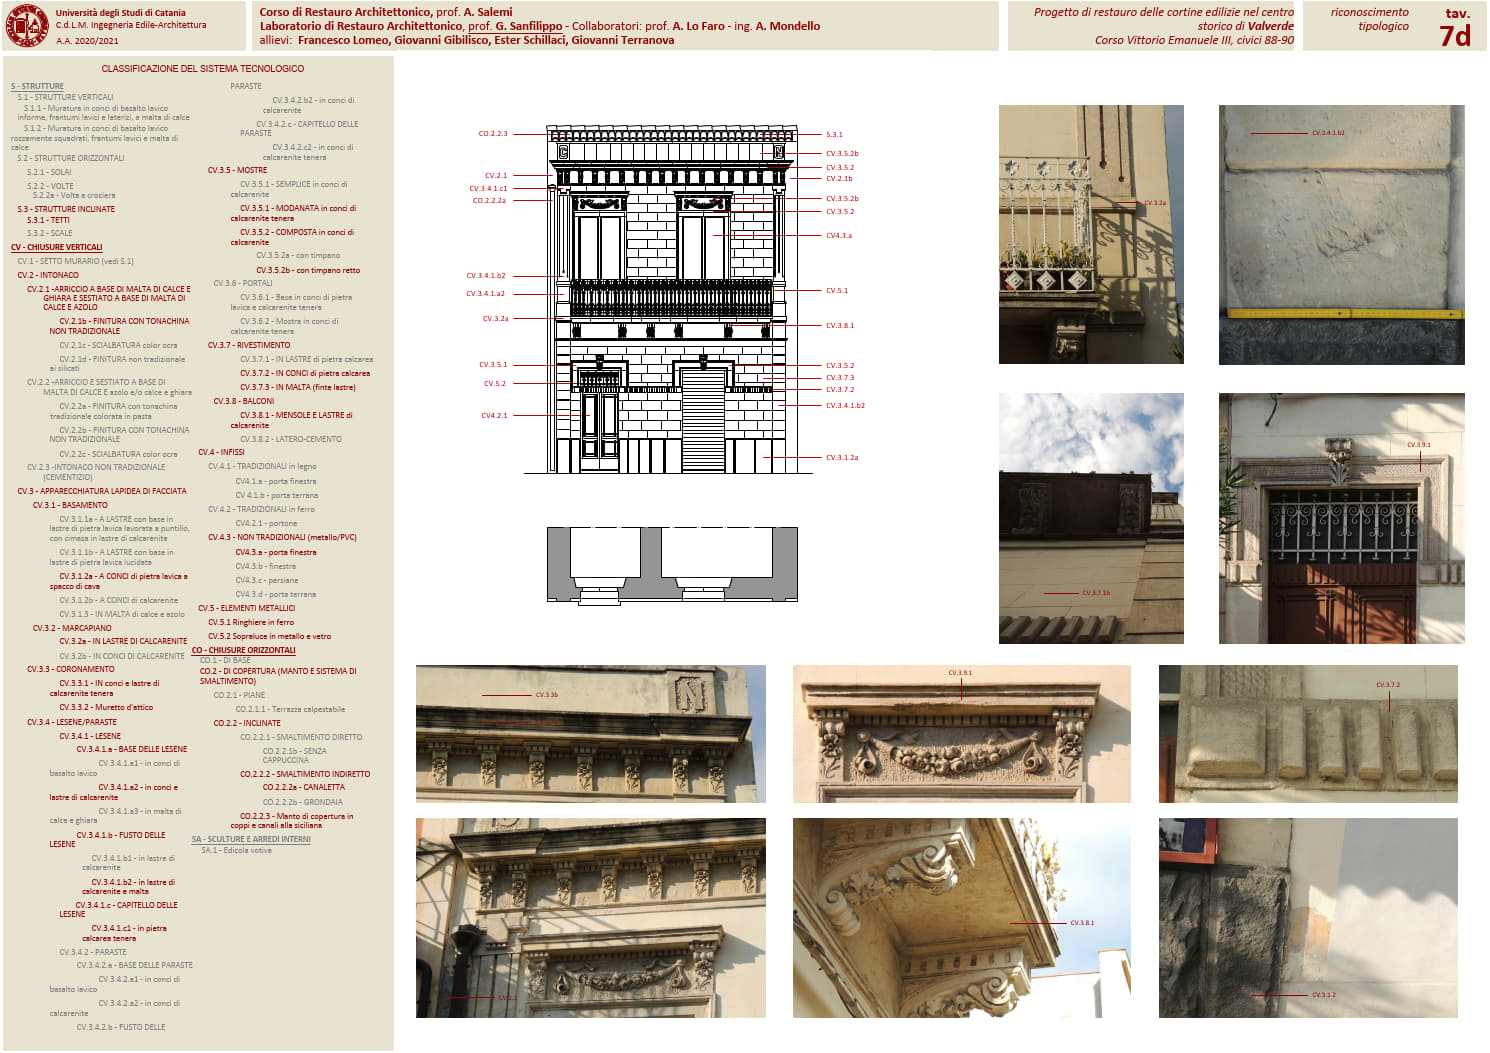 Università degli Studi di Catania
C.d.L.M. Ingegneria Edile-Architettura
A.A. 2020/2021
Corso di Restauro Architettonico, prof. A. Salemi
Laboratorio di Restauro Architettonico, prof. G. Sanfilippo - Collaboratori: prof. A. Lo Faro - ing. A. Mondello
allievi: Francesco Lomeo, Giovanni Gibilisco, Ester Schillaci, Giovanni Terranova
Progetto di restauro delle cortine edilizie nel centro
storico di Valverde
Corso Vittorio Emanuele III, civici 88-90
riconoscimento
tipologico
tav.
7d
CLASSIFICAZIONE DEL SISTEMA TECNOLOGICO
S - STRUTTURE
S.1 - STRUTTURE VERTICALI
S.1.1 - Muratura in conci di basalto lavico
informe, frantumi lavici e laterizi, e malta di calce
S.1.2 - Muratura in conci di basalto lavico
rozzamente squadrati, frantumi lavici e malta di
calce
S.2 - STRUTTURE ORIZZONTALI
S.2.1 - SOLAI
S.2.2 - VOLTE
S.2.2a - Volta a crociera
S.3 - STRUTTURE INCLINATE
S.3.1 - TETTI
S.3.2 - SCALE
CV - CHIUSURE VERTICALI
CV.1 - SETTO MURARIO (vedi S.1)
CV.2 - INTONACO
CV.2.1 -ARRICCIO A BASE DI MALTA DI CALCE E
GHIARA E SESTIATO A BASE DI MALTA DI
CALCE E AZOLO
CV.2.1b - FINITURA CON TONACHINA
NON TRADIZIONALE
CV.2.1c - SCIALBATURA color ocra
CV.2.1d - FINITURA non tradizionale
ai silicati
CV.2.2 -ARRICCIO E SESTIATO A BASE DI
MALTA DI CALCE E azolo e/o calce e ghiara
CV.2.2a - FINITURA con tonachina
tradizionale colorata in pasta
CV.2.2b - FINITURA CON TONACHINA
NON TRADIZIONALE
CV.2.2c - SCIALBATURA color ocra
CV.2.3 -INTONACO NON TRADIZIONALE
(CEMENTIZIO)
CV.3 - APPARECCHIATURA LAPIDEA DI FACCIATA
CV.3.1 - BASAMENTO
CV.3.1.1a - A LASTRE con base in
lastre di pietra lavica lavorata a puntillo,
con cimasa in lastre di calcarenite
CV.3.1.1b - A LASTRE con base in
lastre di pietra lavica lucidata
CV.3.1.2a - A CONCI di pietra lavica a
spacco di cava
CV.3.1.2b - A CONCI di calcarenite
CV.3.1.3 - IN MALTA di calce e azolo
CV.3.2 - MARCAPIANO
CV.3.2a - IN LASTRE DI CALCARENITE
CV.3.2b - IN CONCI DI CALCARENITE
CV.3.3 - CORONAMENTO
CV.3.3.1 - IN conci e lastre di
calcarenite tenera
CV.3.3.2 - Muretto d'attico
CV.3.4 - LESENE/PARASTE
CV.3.4.1 - LESENE
CV.3.4.1.a - BASE DELLE LESENE
CV.3.4.1.a1 - in conci di
basalto lavico
CV.3.4.1.a2 - in conci e
lastre di calcarenite
CV.3.4.1.a3 - in malta di
calce e ghiara
CV.3.4.1.b - FUSTO DELLE
LESENE
CV.3.4.1.b1 - in lastre di
calcarenite
CV.3.4.1.b2 - in lastre di
calcarenite e malta
CV.3.4.1.c - CAPITELLO DELLE
LESENE
CV.3.4.1.c1 - in pietra
calcarea tenera
CV.3.4.2 - PARASTE
CV.3.4.2.a - BASE DELLE PARASTE
CV.3.4.2.a1 - in conci di
basalto lavico
CV.3.4.2.a2 - in conci di
calcarenite
CV.3.4.2.b - FUSTO DELLE
PARASTE
CV.3.4.2.b2 - in conci di
calcarenite
CV.3.4.2.c - CAPITELLO DELLE
PARASTE
CV.3.4.2.c2 - in conci di
calcarenite tenera
CV.3.5 - MOSTRE
CV.3.5.1 - SEMPLICE in conci di
calcarenite
CV.3.5.1 - MODANATA in conci di
calcarenite tenera
CV.3.5.2 - COMPOSTA in conci di
calcarenite
CV.3.5.2a - con timpano
CV.3.5.2b - con timpano retto
CV.3.6 - PORTALI
CV.3.6.1 - Base in conci di pietra
lavica e calcarenite tenera
CV.3.6.2 - Mostra in conci di
calcarenite tenera
CV.3.7 - RIVESTIMENTO
CV.3.7.1 - IN LASTRE di pietra calcarea
CV.3.7.2 - IN CONCI di pietra calcarea
CV.3.7.3 - IN MALTA (finte lastre)
CV.3.8 - BALCONI
CV.3.8.1 - MENSOLE E LASTRE di
calcarenite
CV.3.8.2 - LATERO-CEMENTO
CV.4 - INFISSI
CV.4.1 - TRADIZIONALI in legno
CV4.1.a - porta finestra
CV 4.1.b - porta terrana
CV.4.2 - TRADIZIONALI in ferro
CV4.2.1 - portone
CV.4.3 - NON TRADIZIONALI (metallo/PVC)
CV4.3.a - porta finestra
CV4.3.b - finestra
CV4.3.c - persiane
CV4.3.d - porta terrana
CV.5 - ELEMENTI METALLICI
CV.5.1 Ringhiere in ferro
CV.5.2 Sopraluce in metallo e vetro
CO - CHIUSURE ORIZZONTALI
CO.1 - DI BASE
CO.2 - DI COPERTURA (MANTO E SISTEMA DI
SMALTIMENTO)
CO.2.1 - PIANE
CO.2.1.1 - Terrazza calpestabile
CO.2.2 - INCLINATE
CO.2.2.1 - SMALTIMENTO DIRETTO
CO.2.2.1b - SENZA
CAPPUCCINA
CO.2.2.2 - SMALTIMENTO INDIRETTO
CO.2.2.2a - CANALETTA
CO.2.2.2b - GRONDAIA
CO.2.2.3 - Manto di copertura in
coppi e canali alla siciliana
SA - SCULTURE E ARREDI INTERNI
SA.1 - Edicola votiva
CO.2.2.3
CV.2.1
CV.3.4.1.c1
CO.2.2.2a
CV.3.4.1.b2
CV.3.4.1.a2
CV.3.2a
CV.3.5.1
CV.5.2
CV4.2.1
S.3.1
CV.3.5.2b
CV.3.5.2
CV.2.1b
CV.3.5.2b
CV.3.5.2
CV4.3.a
CV.5.1
CV.3.8.1
CV.3.5.2
CV.3.7.3
CV.3.7.2
CV.3.4.1.b2
CV.3.1.2a
CV.3.2a
CV.3.4.1.b2
CV.3.7.1b
CV.3.9.1
CV.3.3b
N
CV.3.9.1
CV.3.7.2
CV.3.8.1
CV.3.1.2